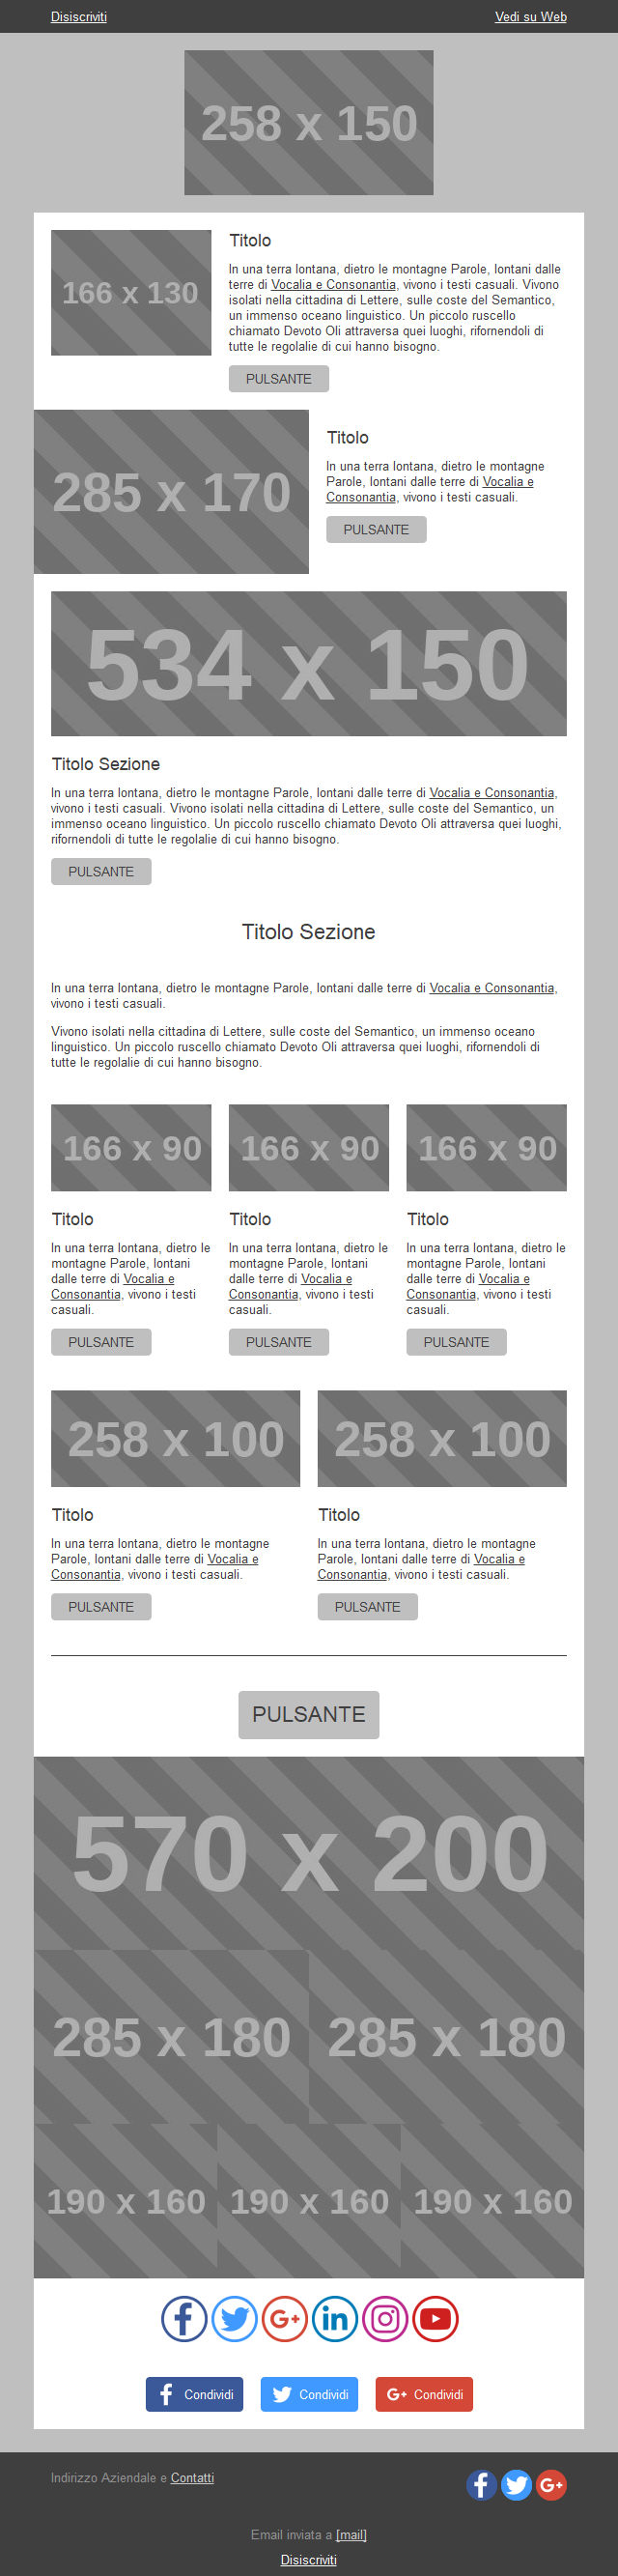 Disiscriviti
Vedi su Web
258 x 150
166 x 130
Titolo
In una terra lontana, dietro le montagne Parole, lontani dalle
terre di Vocalia e Consonantia, vivono i testi casuali. Vivono
isolati nella cittadina di Lettere, sulle coste del Semantico,
un immenso oceano linguistico. Un piccolo ruscello
chiamato Devoto Oli attraversa quei luoghi, rifornendoli di
tutte le regolalie di cui hanno bisogno.
PULSANTE
285 x 170
Titolo
In una terra lontana, dietro le montagne
Parole, lontani dalle terre di Vocalia e
Consonantia, vivono i testi casuali.
PULSANTE
534 x 150
Titolo Sezione
In una terra lontana, dietro le montagne Parole, lontani dalle terre di Vocalia e Consonantia,
vivono i testi casuali. Vivono isolati nella cittadina di Lettere, sulle coste del Semantico, un
immenso oceano linguistico. Un piccolo ruscello chiamato Devoto Oli attraversa quei luoghi,
rifornendoli di tutte le regolalie di cui hanno bisogno.
PULSANTE
Titolo Sezione
In una terra lontana, dietro le montagne Parole, lontani dalle terre di Vocalia e Consonantia,
vivono i testi casuali.
Vivono isolati nella cittadina di Lettere, sulle coste del Semantico, un immenso oceano
linguistico. Un piccolo ruscello chiamato Devoto Oli attraversa quei luoghi, rifornendoli di
tutte le regolalie di cui hanno bisogno.
166 x 90
Titolo
In una terra lontana, dietro le
montagne Parole, lontani
dalle terre di Vocalia e
Consonantia, vivono i testi
casuali.
PULSANTE
166 x 90
Titolo
In una terra lontana, dietro le
montagne Parole, lontani
dalle terre di Vocalia e
Consonantia, vivono i testi
casuali.
PULSANTE
166 x 90
Titolo
In una terra lontana, dietro le
montagne Parole, lontani
dalle terre di Vocalia e
Consonantia, vivono i testi
casuali.
PULSANTE
258 x 100
Titolo
In una terra lontana, dietro le montagne
Parole, lontani dalle terre di Vocalia e
Consonantia, vivono i testi casuali.
PULSANTE
258 x 100
Titolo
In una terra lontana, dietro le montagne
Parole, lontani dalle terre di Vocalia e
Consonantia, vivono i testi casuali.
PULSANTE
PULSANTE
570 x 200
285 x 180
285 x 180
190 x 160
190 x 160
190 x 160
f
G+
in
f Condividi
Condividi
G+ Condividi
Indirizzo Aziendale e Contatti
f
G+
Email inviata a [mail]
Disiscriviti